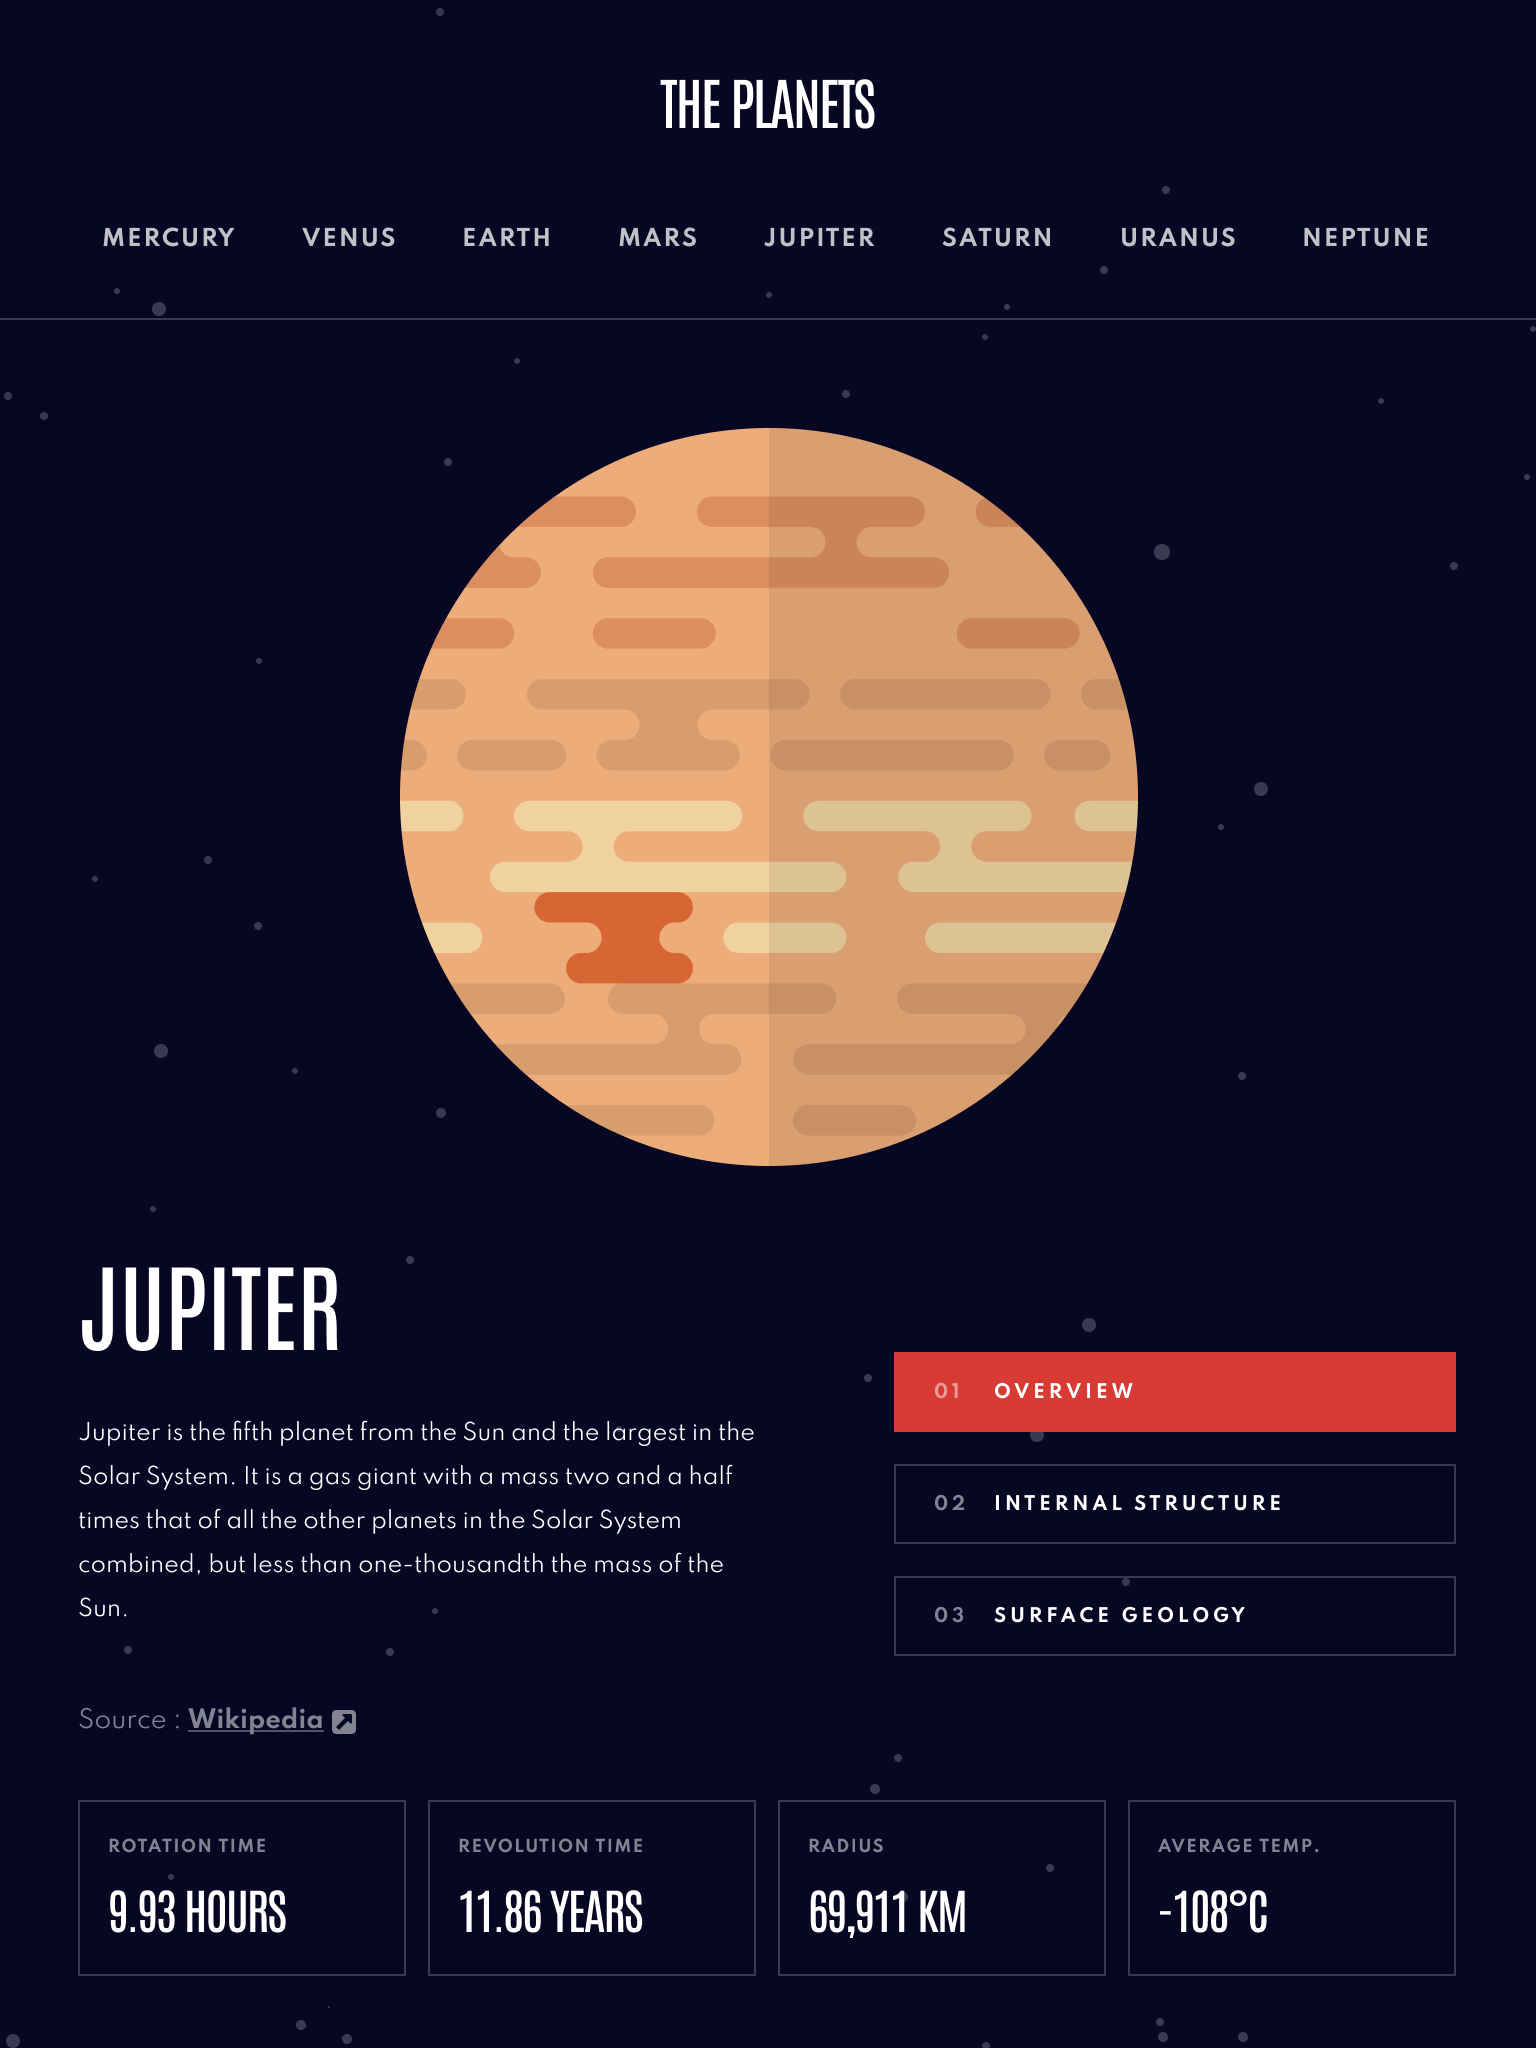 THE PLANETS
MERCURY VENUS EARTH MARS JUPITER SATURN URANUS NEPTUNE
JUPITER
Jupiter is the fifth planet from the Sun and the largest in the
Solar System. It is a gas giant with a mass two and a half
times that of all the other planets in the Solar System
combined, but less than one-thousandth the mass of the
Sun.
Source : Wikipedia
01 OVERVIEW
02 INTERNAL STRUCTURE
03 SURFACE GEOLOGY
ROTATION TIME
9.93 HOURS
REVOLUTION TIME
11.86 YEARS
RADIUS
69,911 KM
AVERAGE TEMP.
-108°C